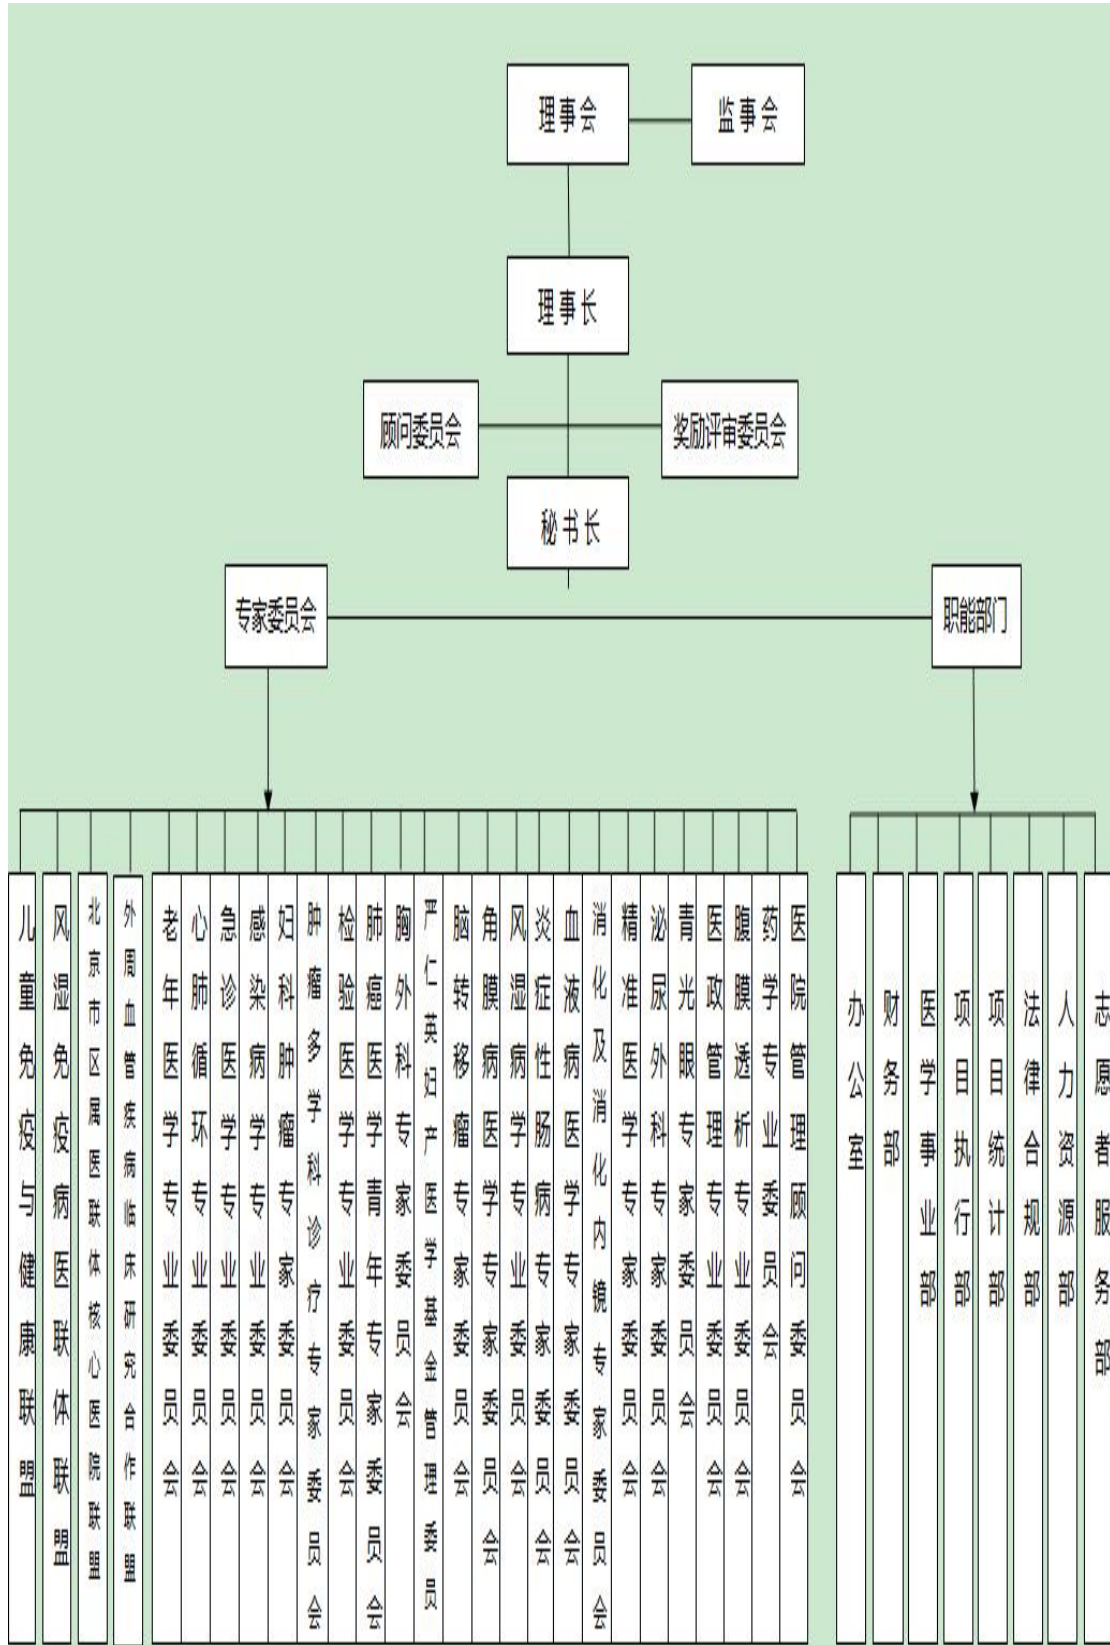 理事会
监事会
理事长
顾问委员会
奖励评审委员会
秘书长
专家委员会
职能部门
儿童免疫与健康联盟
风湿免疫病医联体联盟
北京市区属医联体核心医院联盟
外周血管疾病临床研究合作联盟
老年医学专业委员会
心肺循环专业委员会
急诊医学专业委员会
感染病学专业委员会
妇科肿瘤专家委员会
肿瘤多学科诊疗专家委员会
检验医学专业委员会
肺癌医学青年专家委员会
胸外科专家委员会
严仁英妇产医学基金管理委员
脑转移瘤专家委员会
角膜病医学专家委员会
风湿病学专业委员会
炎症性肠病专家委员会
血液病医学专家委员会
消化及消化内镜专家委员会
精准医学专家委员会
泌尿外科专家委员会
青光眼专家委员会
医政管理专业委员会
腹膜透析专业委员会
药学专业委员会
医院管理顾问委员会
办公室
财务部
医学事业部
项目执行部
项目统计部
法律合规部
人力资源部
志愿者服务部